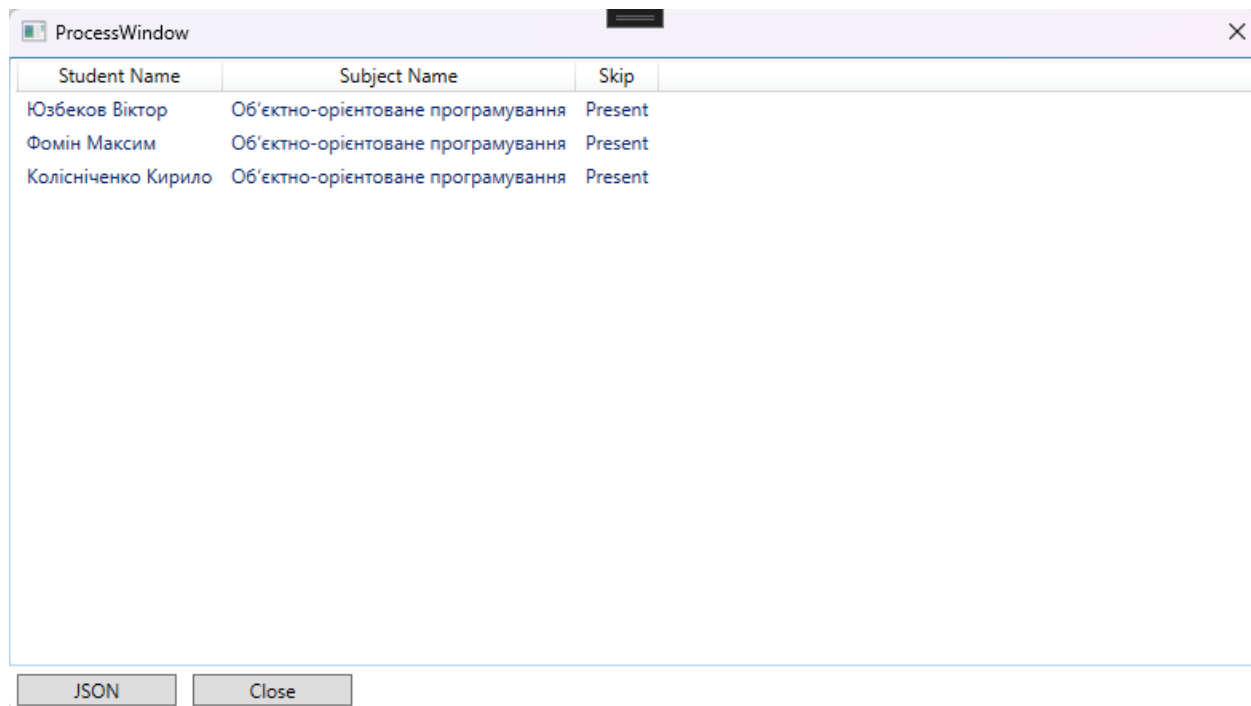 ProcessWindow
Student Name Subject Name Skip
Юзбеков Віктор Об‘єктно-орієнтоване програмування Present
Фомін Максим Об‘єктно-орієнтоване програмування Present
Колісніченко Кирило Об‘єктно-орієнтоване програмування Present
JSON Close